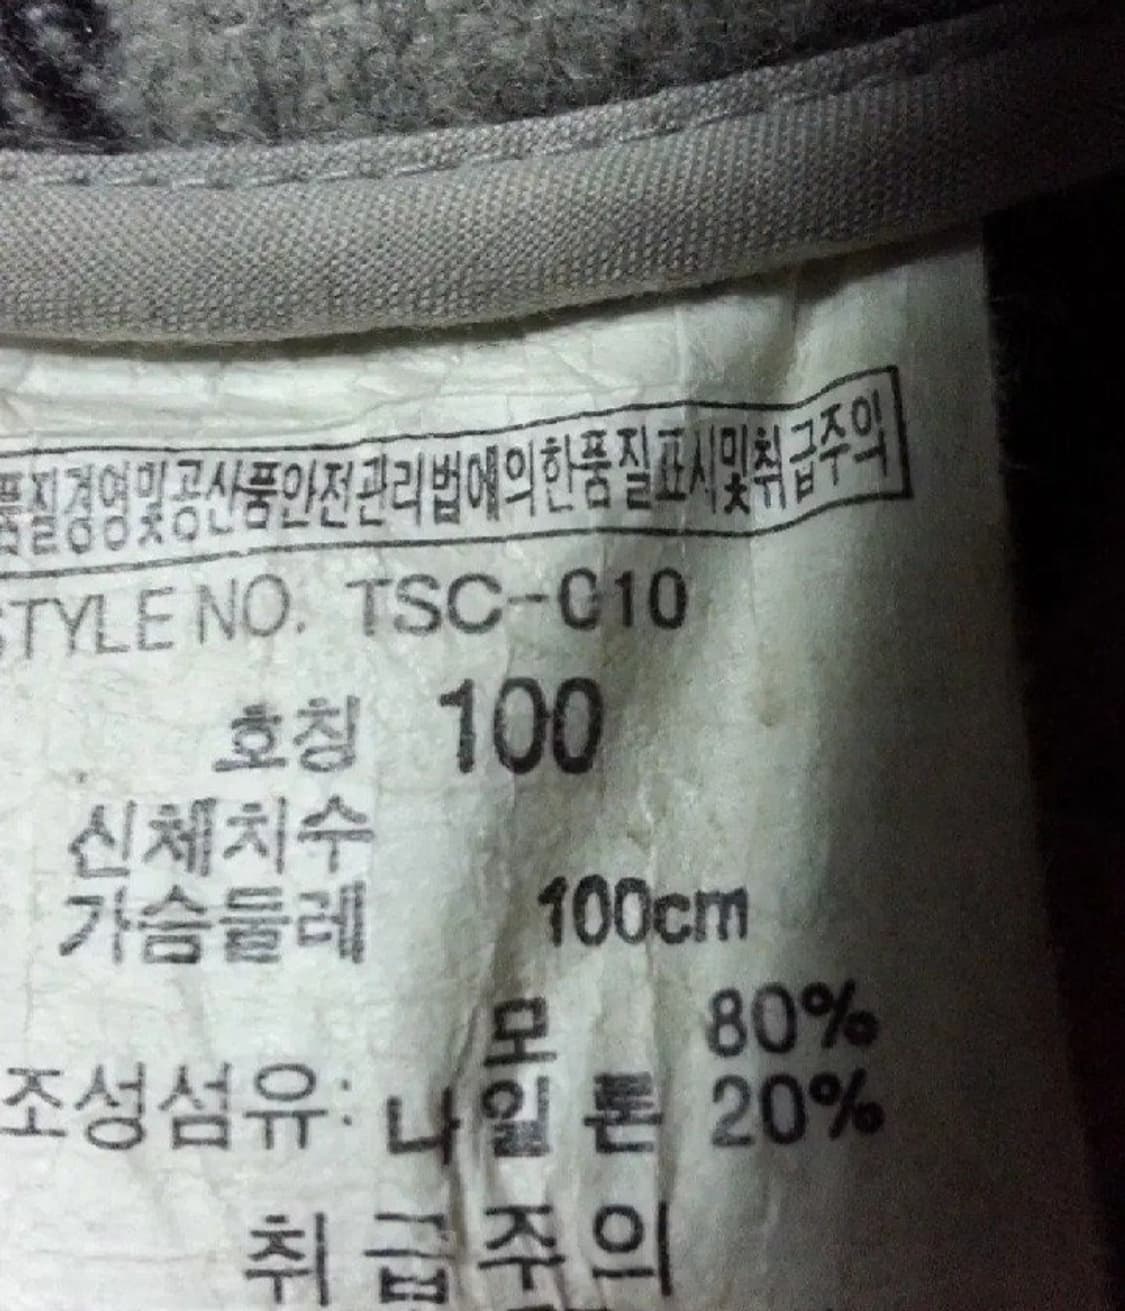 품질경영및공산품안전관리법에의한품질표시및취급주의
STYLE NO. TSC-010
호칭 100
신체치수
가슴둘레 100cm
모 80%
조성섬유: 나일론 20%
취급주의